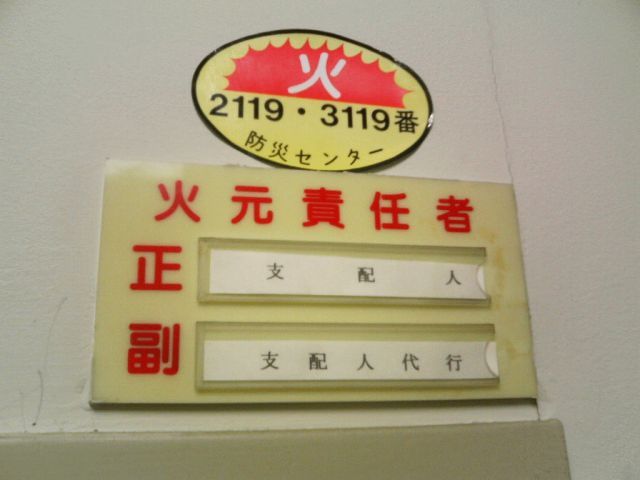 火
2119・3119番
防災センター
火元責任者
正 支配人
副 支配人代行